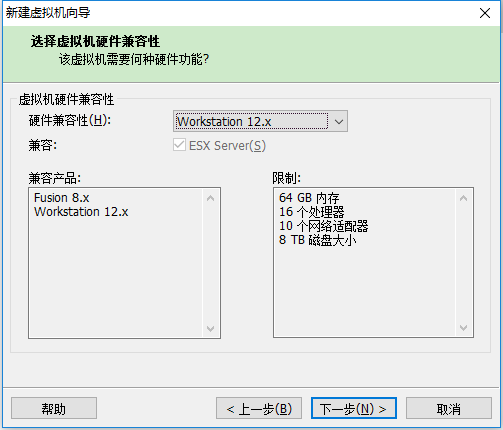 新建虚拟机向导
选择虚拟机硬件兼容性
该虚拟机需要何种硬件功能?
虚拟机硬件兼容性
硬件兼容性(H): Workstation 12.x
兼容: ESX Server(S)
兼容产品:
Fusion 8.x
Workstation 12.x
限制:
64 GB 内存
16 个处理器
10 个网络适配器
8 TB 磁盘大小
帮助 < 上一步(B) 下一步(N) > 取消